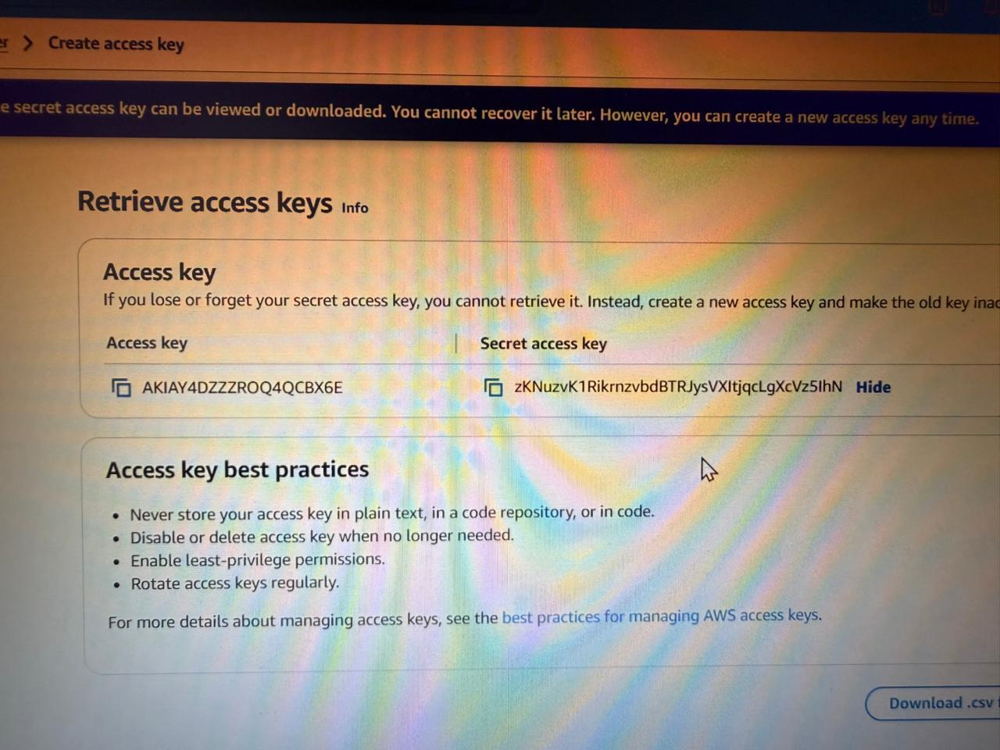 er > Create access key
e secret access key can be viewed or downloaded. You cannot recover it later. However, you can create a new access key any time.
Retrieve access keys Info
Access key
If you lose or forget your secret access key, you cannot retrieve it. Instead, create a new access key and make the old key inac
Access key | Secret access key
AKIAY4DZZZROQ4QCBX6E zKNuzvK1RikrnzvbdBTRJysVXItjqcLgXcVz5IhN Hide
Access key best practices
• Never store your access key in plain text, in a code repository, or in code.
• Disable or delete access key when no longer needed.
• Enable least-privilege permissions.
• Rotate access keys regularly.
For more details about managing access keys, see the best practices for managing AWS access keys.
Download .csv